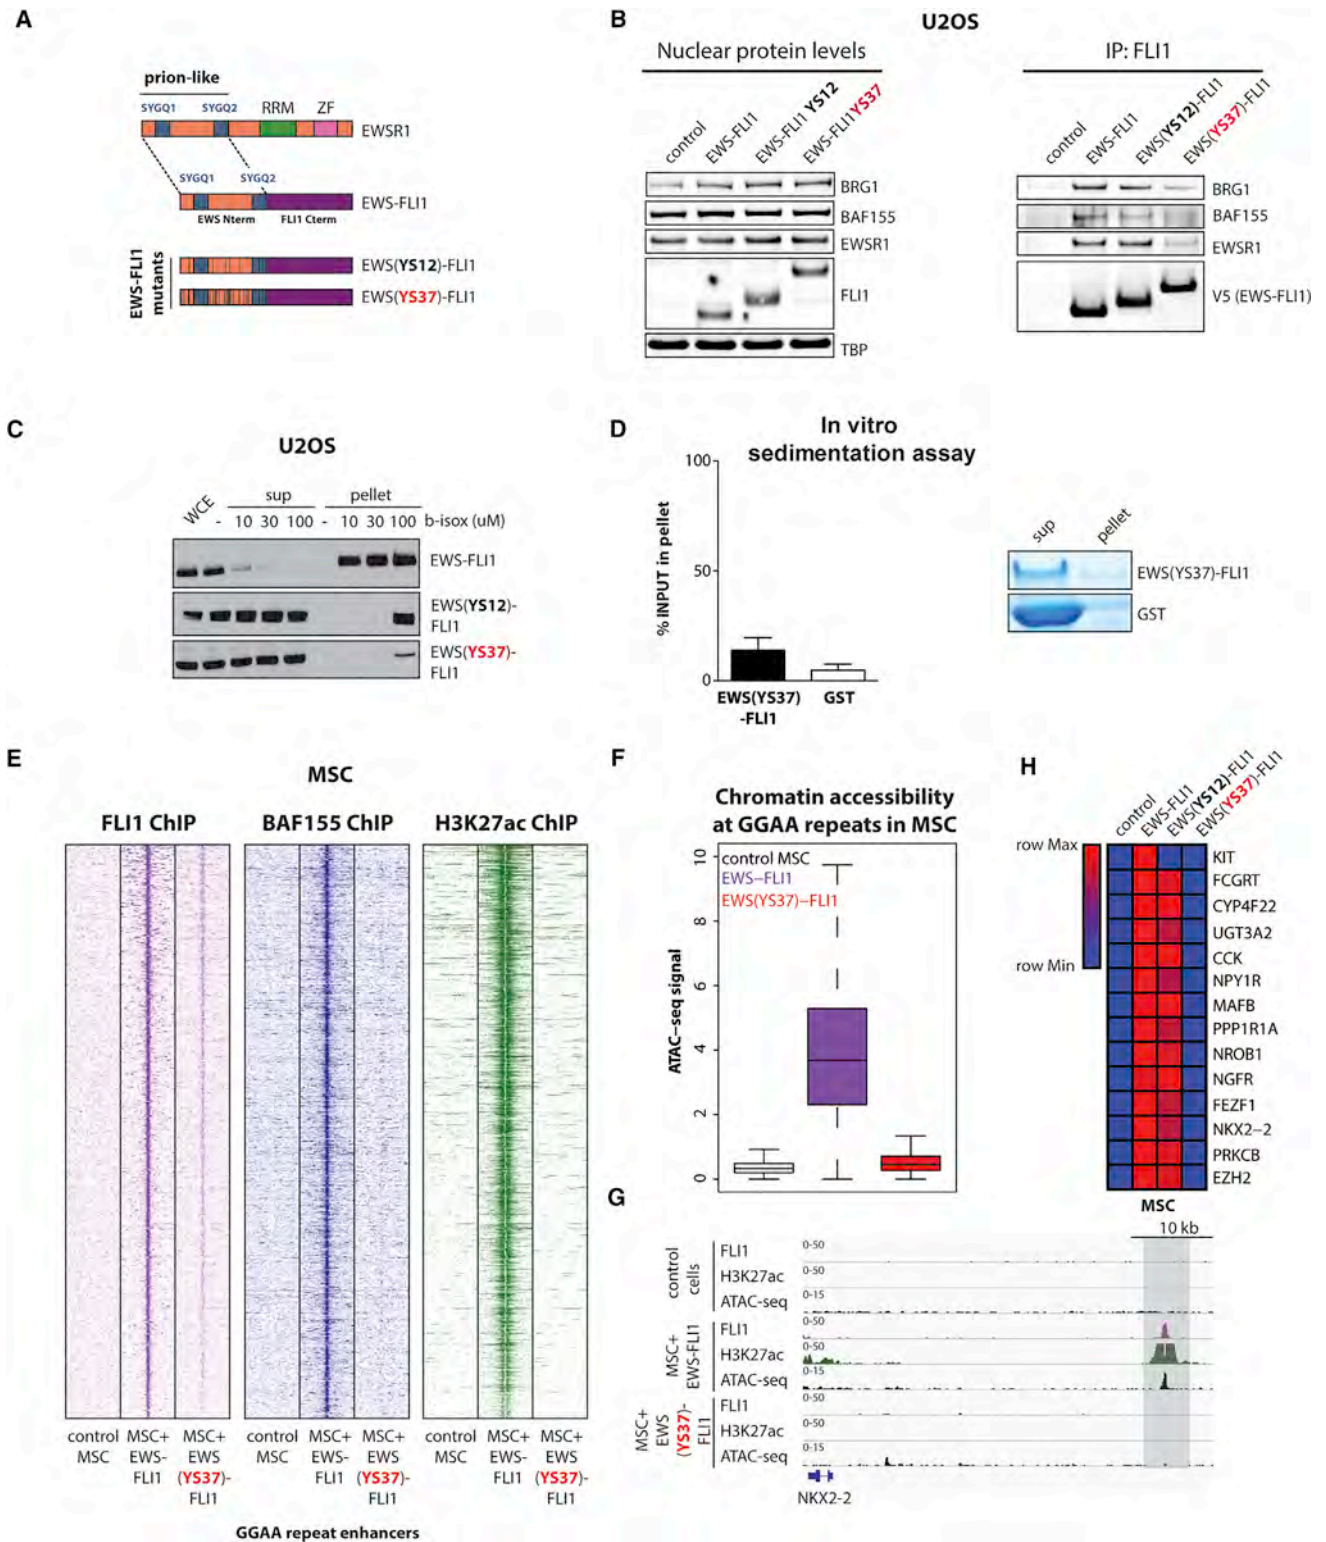 A
prion-like
SYGQ1 SYGQ2 RRM ZF
EWSR1
SYGQ1 SYGQ2
EWS-FLI1
EWS Nterm FLI1 Cterm
EWS-FLI1
mutants
EWS(YS12)-FLI1
EWS(YS37)-FLI1
B
U2OS
Nuclear protein levels
control
EWS-FLI1
EWS-FLI1 YS12
EWS-FLI1 YS37
BRG1
BAF155
EWSR1
FLI1
TBP
IP: FLI1
control
EWS-FLI1
EWS(YS12)-FLI1
EWS(YS37)-FLI1
BRG1
BAF155
EWSR1
V5 (EWS-FLI1)
C
U2OS
WCE sup pellet
- 10 30 100 - 10 30 100 b-isox (uM)
EWS-FLI1
EWS(YS12)-
FLI1
EWS(YS37)-
FLI1
D
In vitro
sedimentation assay
% INPUT in pellet
100
50
0
EWS(YS37)
-FLI1
GST
sup pellet
EWS(YS37)-FLI1
GST
E
MSC
FLI1 ChIP BAF155 ChIP H3K27ac ChIP
control
MSC
MSC+
EWS-
FLI1
MSC+
EWS
(YS37)-
FLI1
control
MSC
MSC+
EWS-
FLI1
MSC+
EWS
(YS37)-
FLI1
control
MSC
MSC+
EWS-
FLI1
MSC+
EWS
(YS37)-
FLI1
GGAA repeat enhancers
F
Chromatin accessibility
at GGAA repeats in MSC
control MSC
EWS-FLI1
EWS(YS37)-FLI1
ATAC-seq signal
10
8
6
4
2
0
H
control
EWS-FLI1
EWS(YS12)-FLI1
EWS(YS37)-FLI1
row Max
row Min
KIT
FCGRT
CYP4F22
UGT3A2
CCK
NPY1R
MAFB
PPP1R1A
NR0B1
NGFR
FEZF1
NKX2-2
PRKCB
EZH2
MSC
G
10 kb
control
cells
FLI1 0-50
H3K27ac 0-50
ATAC-seq 0-15
MSC+
EWS-FLI1
FLI1 0-50
H3K27ac 0-50
ATAC-seq 0-15
MSC+
EWS
(YS37)-
FLI1
FLI1 0-50
H3K27ac 0-50
ATAC-seq 0-15
NKX2-2